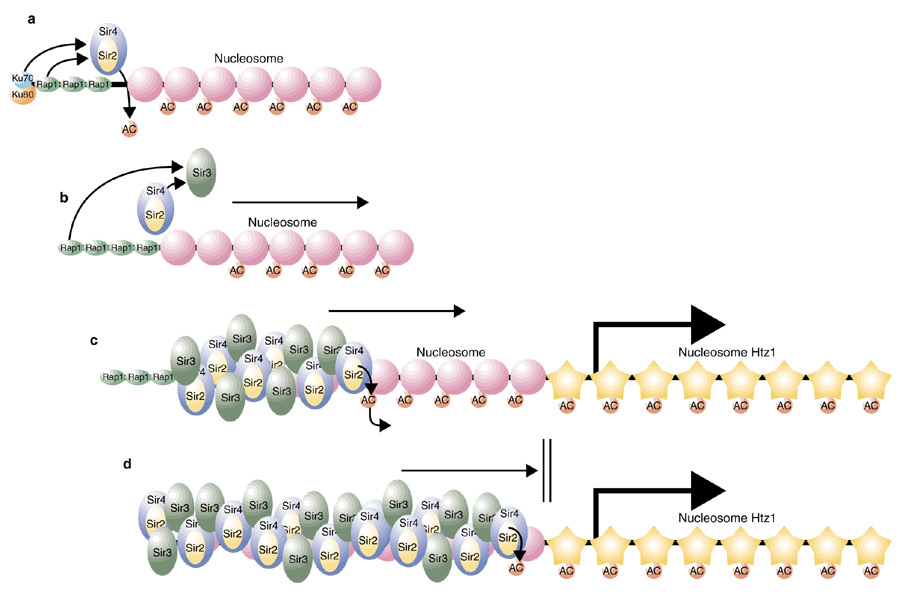 a
Sir4
Sir2
Nucleosome
Ku70
Rap1 Rap1 Rap1
Ku80
AC AC AC AC AC AC
AC
Sir3
b
Sir4
Sir2
Nucleosome
Rap1 Rap1 Rap1 Rap1
AC AC AC AC AC
c
Sir3 Sir4 Sir3 Sir4 Sir3 Sir3 Sir4
Nucleosome
Nucleosome Htz1
Rap1 Rap1 Rap1
Sir2 Sir2 Sir2 Sir3 Sir3 Sir2 Sir2
AC AC AC AC AC
AC AC AC AC AC AC AC AC
d
Sir4 Sir3 Sir3 Sir4 Sir3 Sir4 Sir3 Sir4 Sir3 Sir4 Sir3 Sir4
Nucleosome Htz1
Sir2 Sir3 Sir2 Sir2 Sir2 Sir3 Sir2 Sir2 Sir2 Sir3 Sir2 Sir2
AC
AC AC AC AC AC AC AC AC